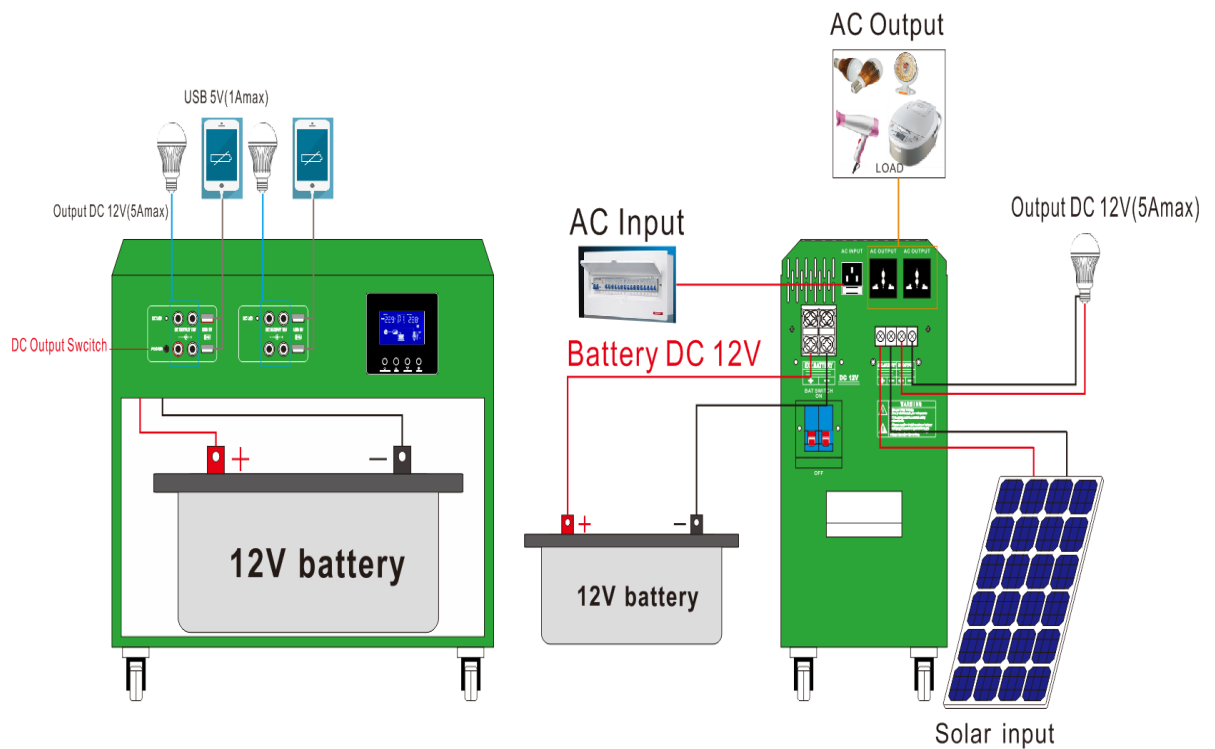 AC Output
LOAD
USB 5V(1Amax)
Output DC 12V(5Amax)
DC Output Swcitch
+
−
12V battery
AC Input
Battery DC 12V
+
−
12V battery
AC INPUT
AC OUTPUT
AC OUTPUT
DC 12V
BAT SWITCH
ON
OFF
WARNING
Output DC 12V(5Amax)
Solar input